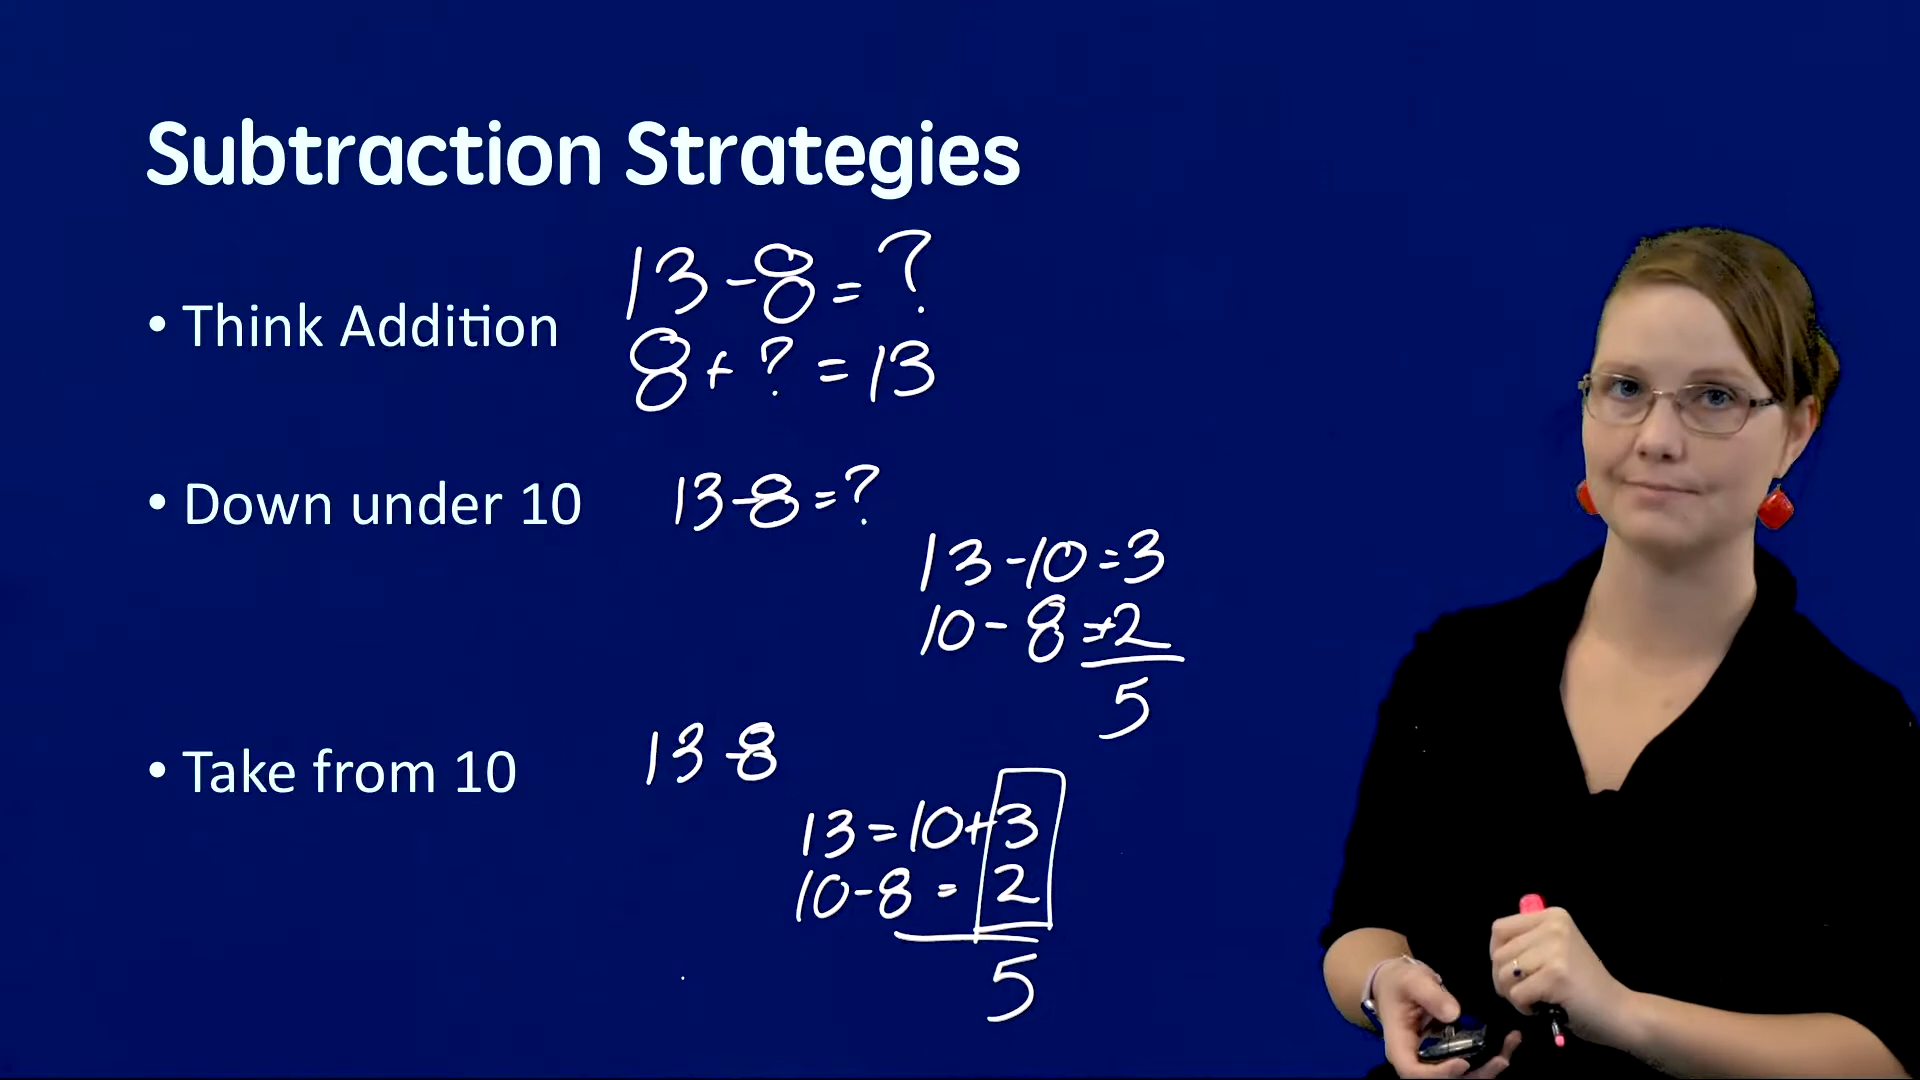 Subtraction Strategies
13-8=?
• Think Addition
8+?=13
• Down under 10 13-8=?
13-10=3
10-8=+2
5
• Take from 10 13-8
13=10+3
10-8=2
5